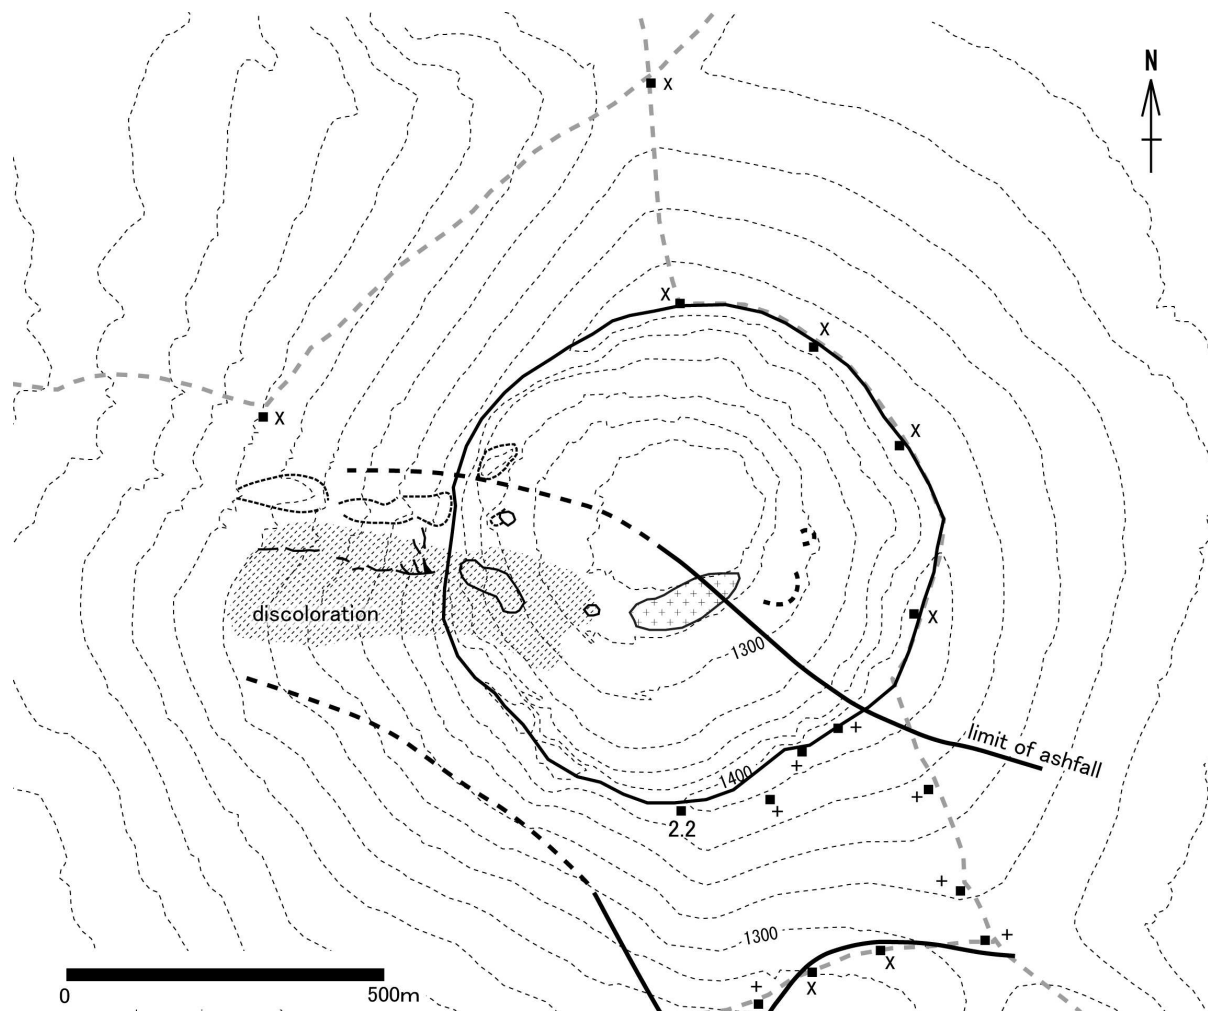 N
x
x
x
x
x
discoloration
x
1300
limit of ashfall
+
+
1400
+
+
2.2
+
1300
+
x
+
x
0
500m